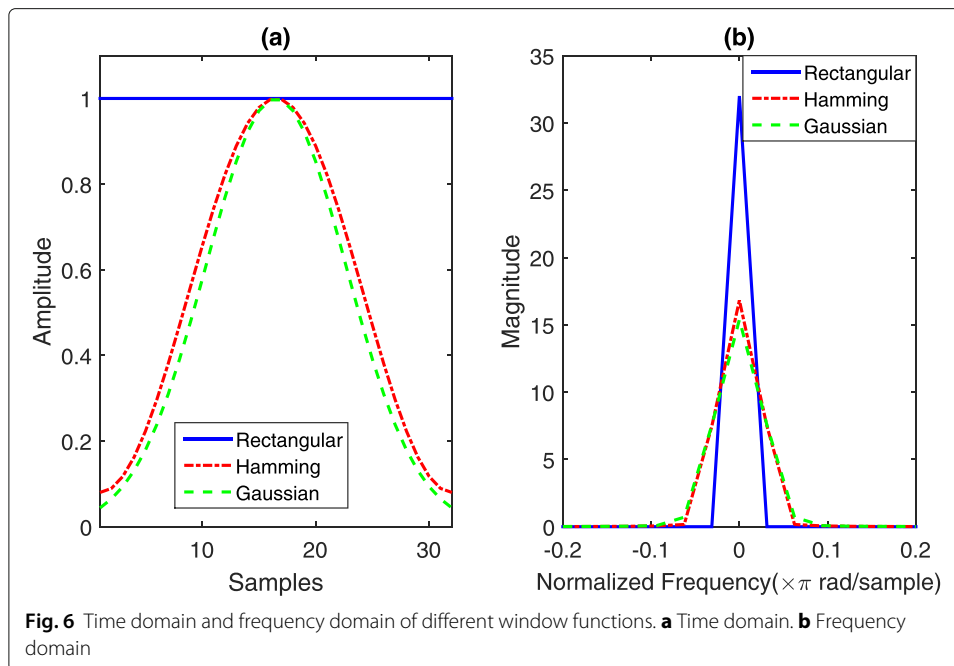 (a)
Amplitude
1
0.8
0.6
0.4
0.2
0
Rectangular
Hamming
Gaussian
10
20
30
Samples
(b)
Magnitude
35
30
25
20
15
10
5
0
Rectangular
Hamming
Gaussian
-0.2
-0.1
0
0.1
0.2
Normalized Frequency(×π rad/sample)
Fig. 6 Time domain and frequency domain of different window functions. a Time domain. b Frequency
domain